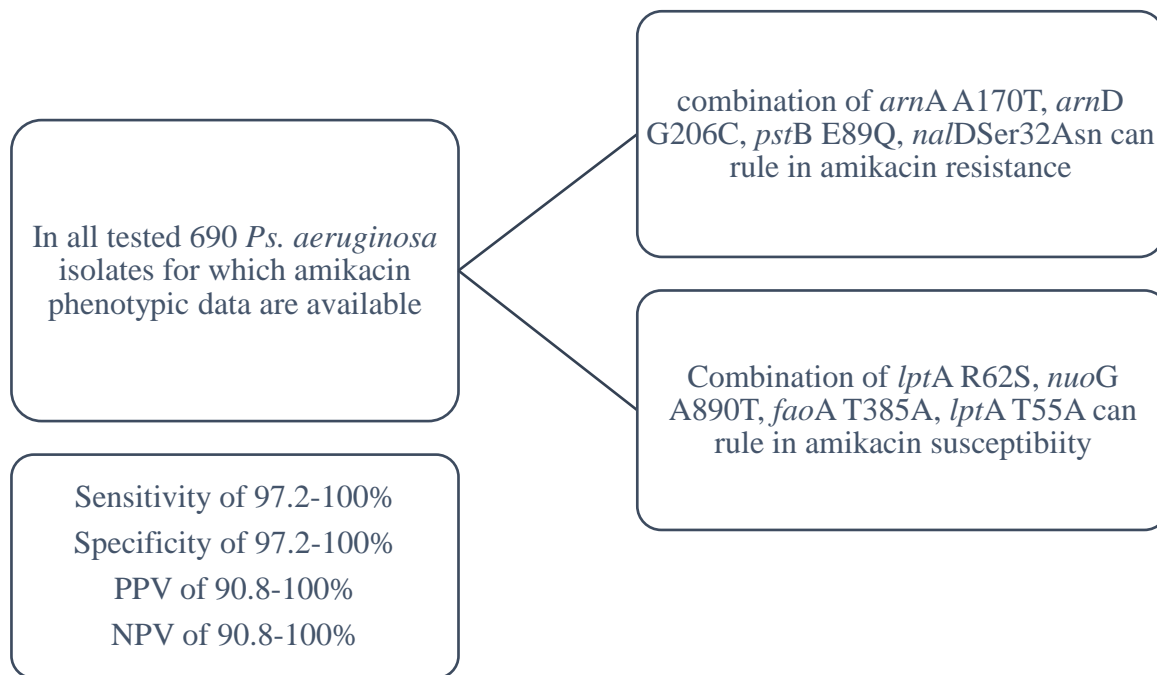 In all tested 690 Ps. aeruginosa
isolates for which amikacin
phenotypic data are available
combination of arnA A170T, arnD
G206C, pstB E89Q, nalDSer32Asn can
rule in amikacin resistance
Combination of lptA R62S, nuoG
A890T, faoA T385A, lptA T55A can
rule in amikacin susceptibiity
Sensitivity of 97.2-100%
Specificity of 97.2-100%
PPV of 90.8-100%
NPV of 90.8-100%